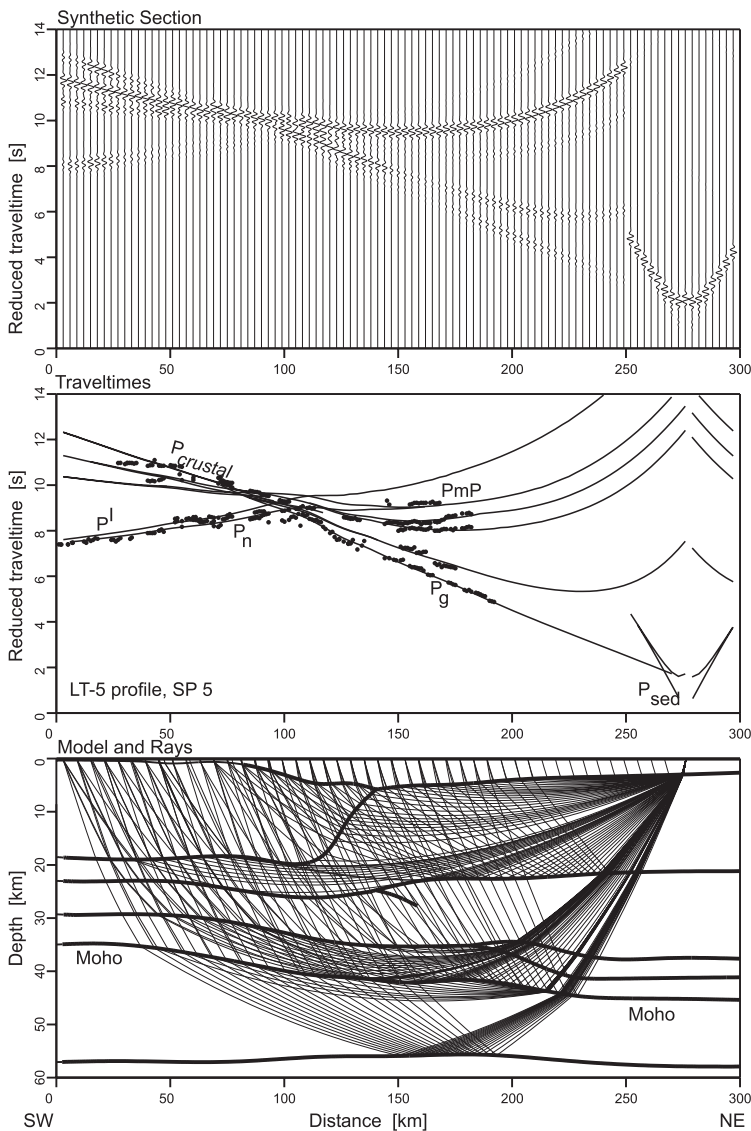 Synthetic Section
Reduced traveltime [s]
14
12
10
8
6
4
2
0
0 50 100 150 200 250 300
Traveltimes
Reduced traveltime [s]
14
12
10
8
6
4
2
0
Pcrustal
PmP
Pl
Pn
Pg
Psed
LT-5 profile, SP 5
0 50 100 150 200 250 300
Model and Rays
Depth [km]
0
10
20
30
40
50
60
Moho
Moho
0 50 100 150 200 250 300
SW Distance [km] NE